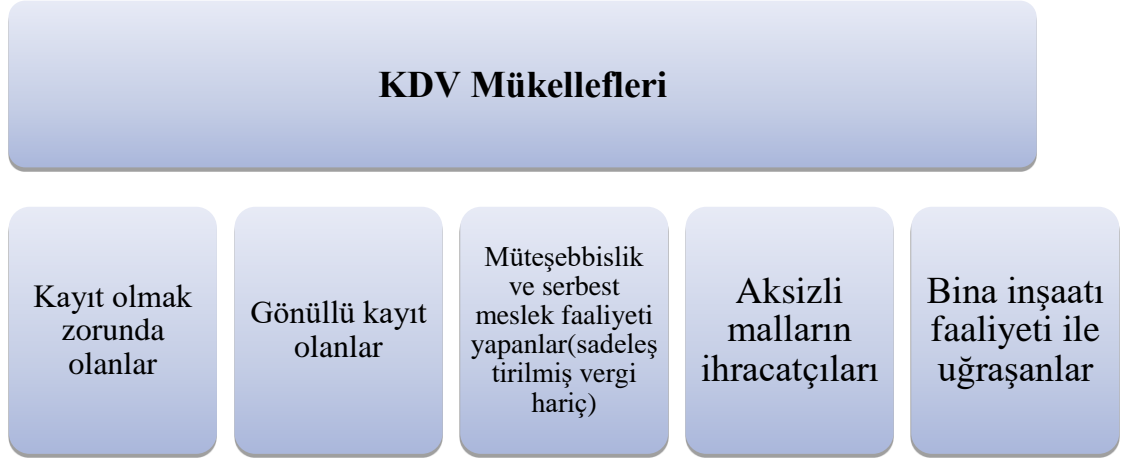 KDV Mükellefleri
Kayıt olmak
zorunda
olanlar
Gönüllü kayıt
olanlar
Müteşebbislik
ve serbest
meslek faaliyeti
yapanlar(sadeleş
tirilmiş vergi
hariç)
Aksizli
malların
ihracatçıları
Bina inşaatı
faaliyeti ile
uğraşanlar